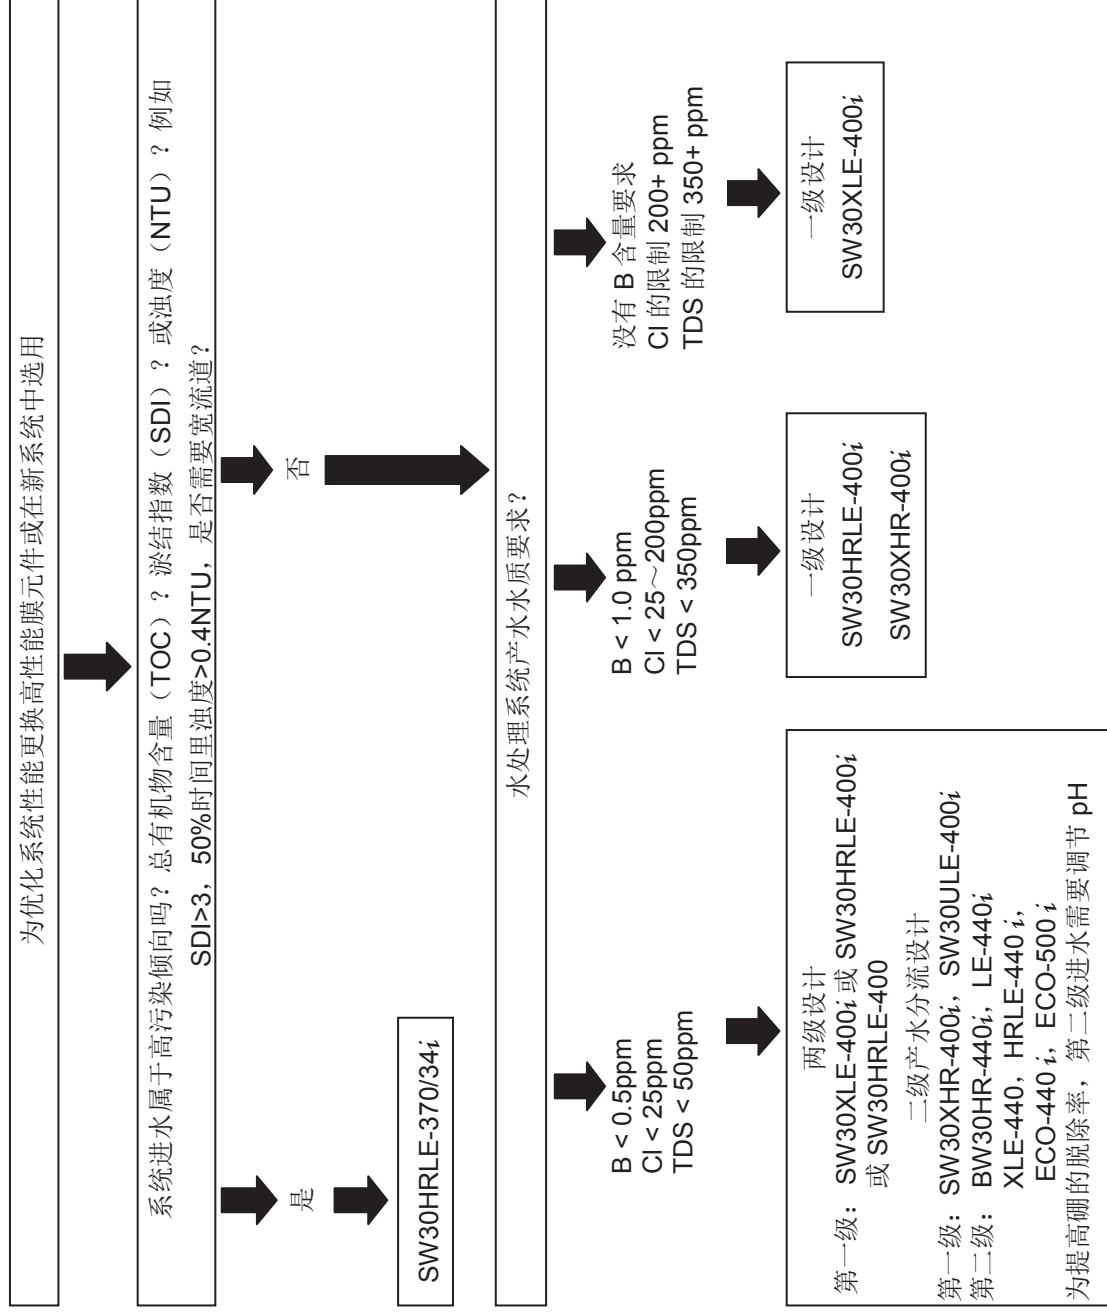 为优化系统性能更换高性能膜元件或在新系统中选用
系统进水属于高污染倾向吗？总有机物含量（TOC）？淤结指数（SDI）？或浊度（NTU）？例如
SDI>3，50%时间里浊度>0.4NTU，是否需要宽流道？
是
否
SW30HRLE-370/34i
水处理系统产水水质要求？
B < 0.5ppm
Cl < 25ppm
TDS < 50ppm
B < 1.0 ppm
Cl < 25～200ppm
TDS < 350ppm
没有 B 含量要求
Cl 的限制 200+ ppm
TDS 的限制 350+ ppm
两级设计
第一级：SW30XLE-400i 或 SW30HRLE-400i
或 SW30HRLE-400
二级产水分流设计
第一级：SW30XHR-400i，SW30ULE-400i
第二级：BW30HR-440i，LE-440i
XLE-440，HRLE-440 i，
ECO-440 i，ECO-500 i
为提高硼的脱除率，第二级进水需要调节 pH
一级设计
SW30HRLE-400i
SW30XHR-400i
一级设计
SW30XLE-400i